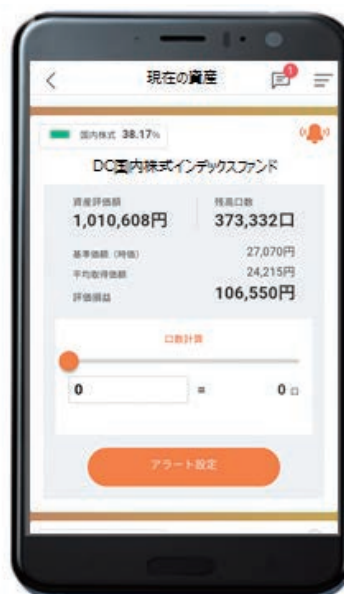 現在の資産
1
国内株式 38.17%
DC国内株式インデックスファンド
資産評価額
残高口数
1,010,608円
373,332口
基準価額（時価）
27,070円
平均取得価額
24,215円
評価損益
106,550円
口数計算
0 = 0 口
アラート設定